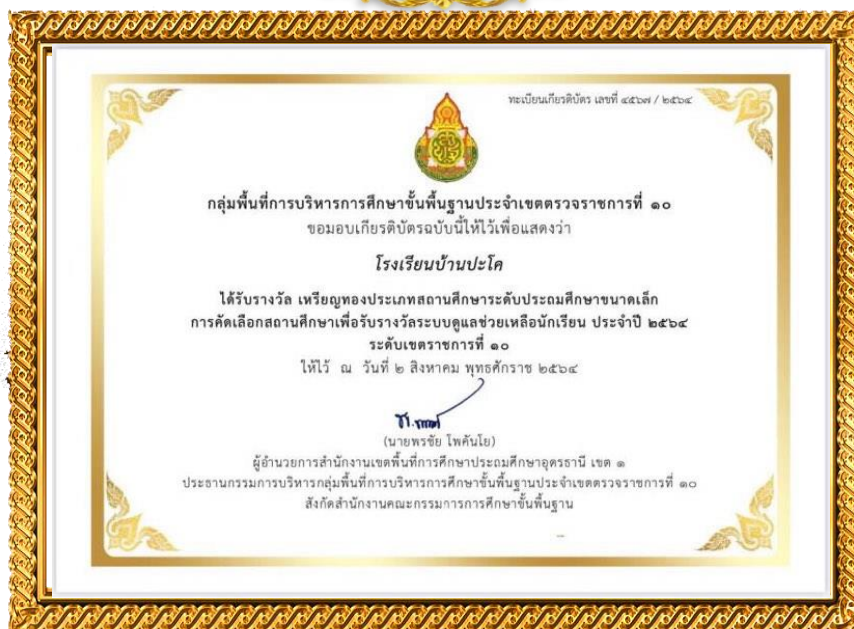 ทะเบียนเกียรติบัตร เลขที่ ๔๕๖๗ / ๒๕๖๔
กลุ่มพื้นที่การบริหารการศึกษาขั้นพื้นฐานประจำเขตตรวจราชการที่ ๑๐
ขอมอบเกียรติบัตรฉบับนี้ให้ไว้เพื่อแสดงว่า
โรงเรียนบ้านปะโค
ได้รับรางวัล เหรียญทองประเภทสถานศึกษาระดับประถมศึกษาขนาดเล็ก
การคัดเลือกสถานศึกษาเพื่อรับรางวัลระบบดูแลช่วยเหลือนักเรียน ประจำปี ๒๕๖๔
ระดับเขตราชการที่ ๑๐
ให้ไว้ ณ วันที่ ๒ สิงหาคม พุทธศักราช ๒๕๖๔
(นายพรชัย โพคันโย)
ผู้อำนวยการสำนักงานเขตพื้นที่การศึกษาประถมศึกษาอุดรธานี เขต ๑
ประธานกรรมการบริหารกลุ่มพื้นที่การบริหารการศึกษาขั้นพื้นฐานประจำเขตตรวจราชการที่ ๑๐
สังกัดสำนักงานคณะกรรมการการศึกษาขั้นพื้นฐาน